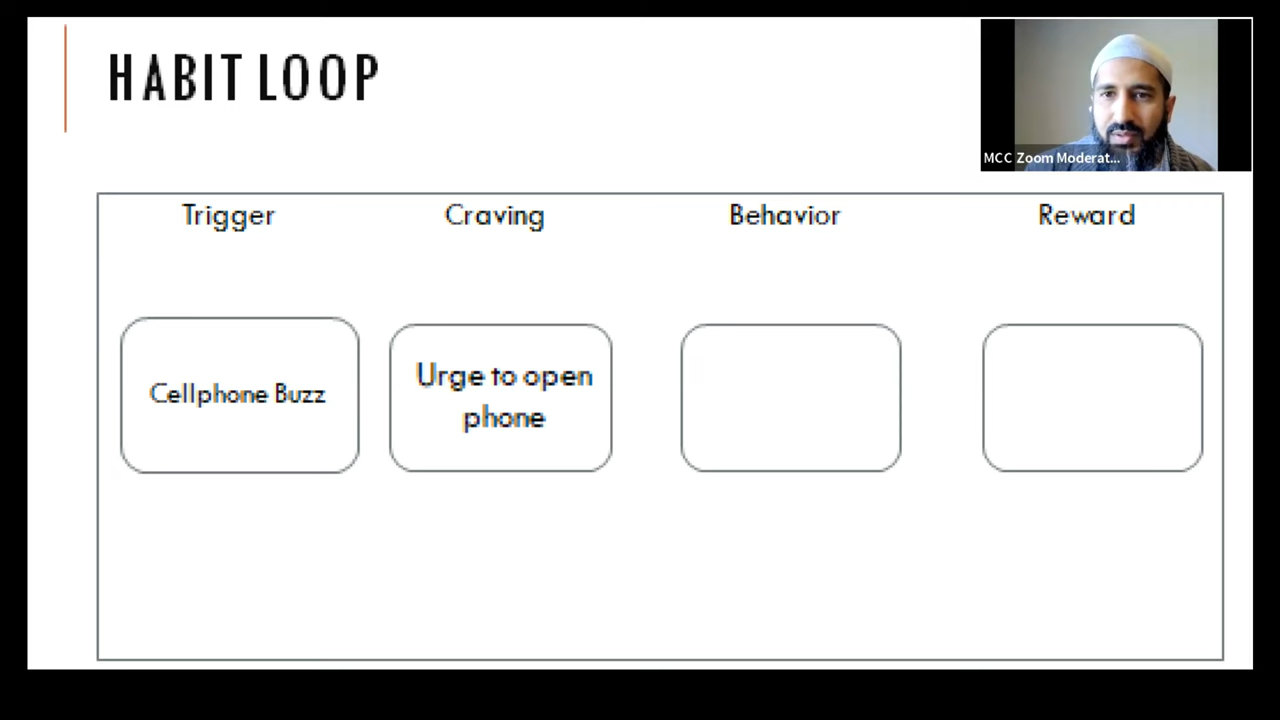 HABIT LOOP
MCC Zoom Moderat...
Trigger
Craving
Behavior
Reward
Cellphone Buzz
Urge to open
phone